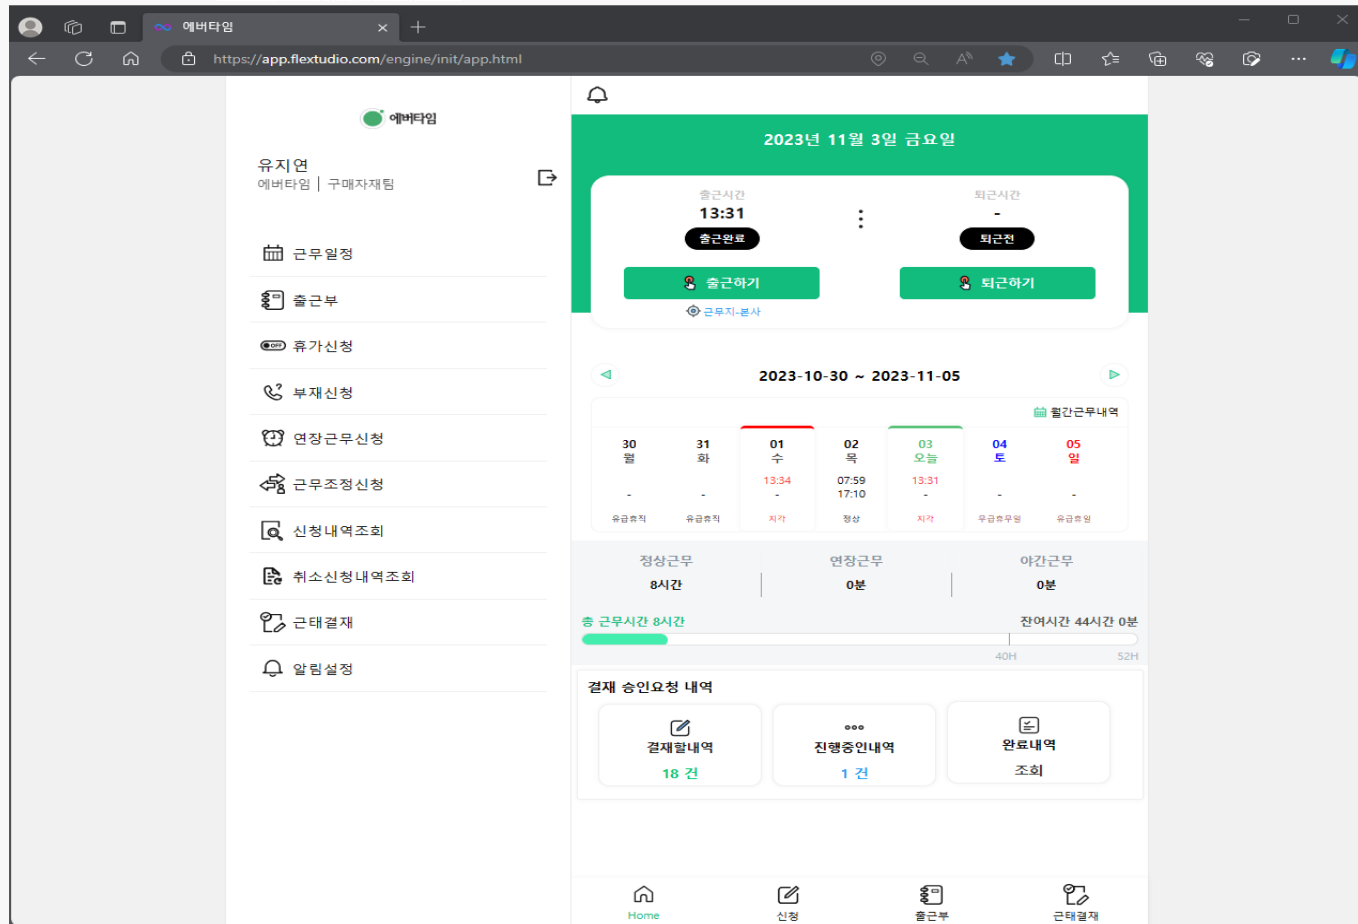 에버타임
https://app.flextudio.com/engine/init/app.html
에버타임
유지연
에버타임 | 구매자재팀
근무일정
출근부
OFF 휴가신청
부재신청
연장근무신청
근무조정신청
신청내역조회
취소신청내역조회
근태결재
알림설정
2023년 11월 3일 금요일
출근시간 퇴근시간
13:31 : -
출근완료 퇴근전
출근하기 퇴근하기
근무지-본사
2023-10-30 ~ 2023-11-05
월간근무내역
30 31 01 02 03 04 05
월 화 수 목 오늘 토 일
13:34 07:59 13:31
- - - 17:10 - - -
유급휴직 유급휴직 지각 정상 지각 무급휴무일 유급휴일
정상근무 연장근무 야간근무
8시간 0분 0분
총 근무시간 8시간 잔여시간 44시간 0분
40H 52H
결재 승인요청 내역
결재할내역 진행중인내역 완료내역
18 건 1 건 조회
Home 신청 출근부 근태결재